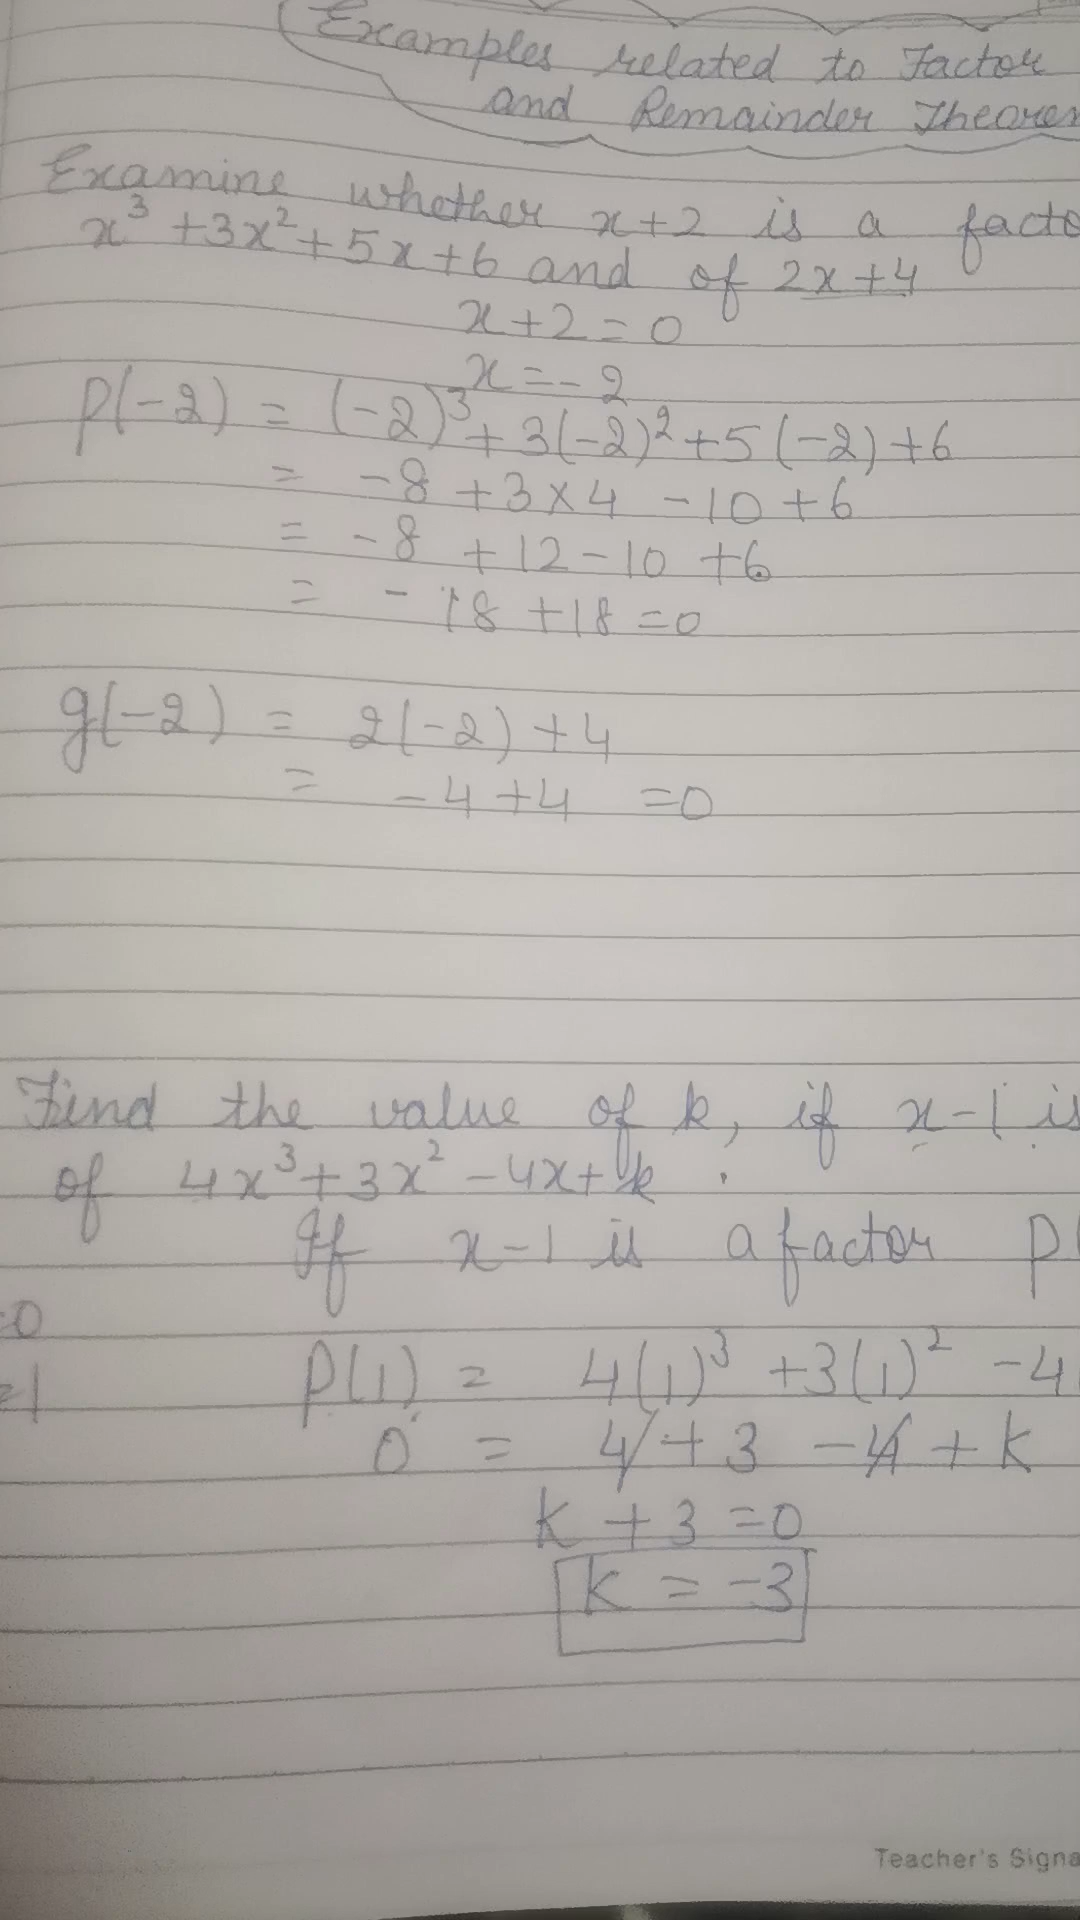 Examples related to Factor
and Remainder Theorem
Examine whether x+2 is a facto
x³ +3x²+5x+6 and of 2x+4
x+2=0
x=-2
p(-2) = (-2)³+3(-2)²+5(-2)+6
= -8 +3×4 -10+6
= -8 +12-10 +6
= -18 +18=0
g(-2) = 2(-2)+4
= -4+4 =0
Find the value of k, if x-1 is
of 4x³+3x²-4x+k.
If x-1 is a factor p(
=0
=1 P(1) = 4(1)³ +3(1)² -4
0 = 4+3 -4+k
k+3=0
k = -3
Teacher's Signa